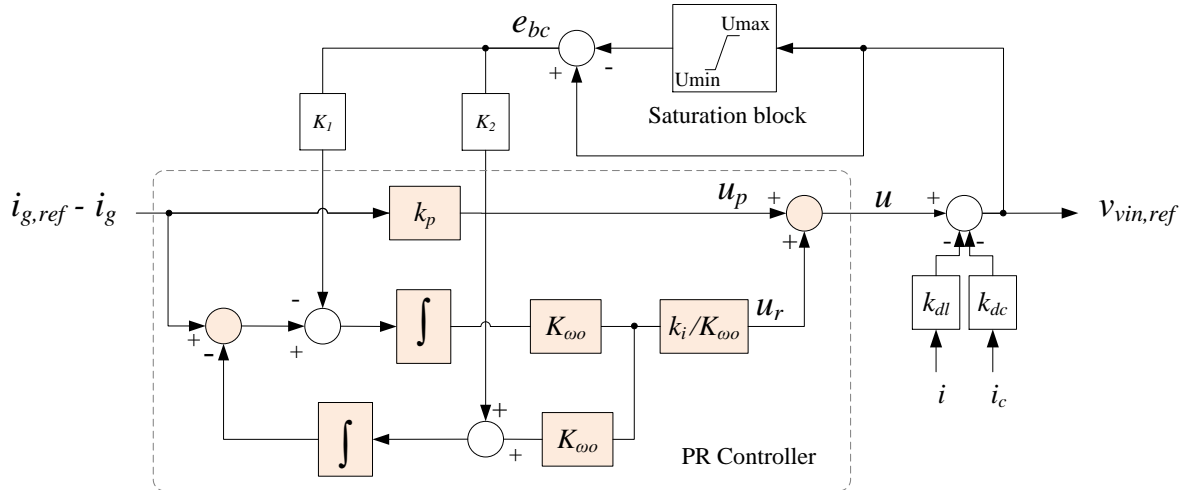 e_bc
+
-
Umax
Umin
Saturation block
K_1
K_2
i_g,ref - i_g
k_p
u_p
+
+
u
+
-
-
v_vin,ref
k_dl
k_dc
i
i_c
+
-
-
+
∫
K_ωo
k_i/K_ωo
u_r
∫
+
+
K_ωo
PR Controller